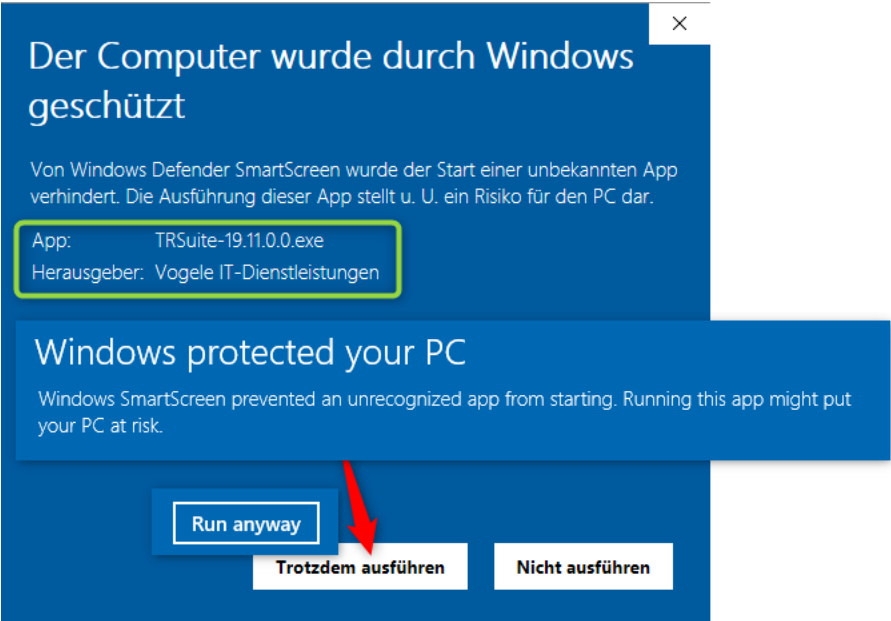 Der Computer wurde durch Windows
geschützt
Von Windows Defender SmartScreen wurde der Start einer unbekannten App
verhindert. Die Ausführung dieser App stellt u. U. ein Risiko für den PC dar.
App: TRSuite-19.11.0.0.exe
Herausgeber: Vogele IT-Dienstleistungen
Windows protected your PC
Windows SmartScreen prevented an unrecognized app from starting. Running this app might put
your PC at risk.
Run anyway
Trotzdem ausführen Nicht ausführen